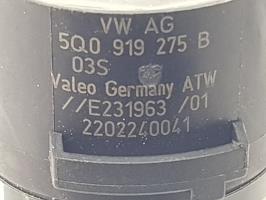 VW AG
5Q0 919 275 B
03S
Valeo Germany ATW
//E231963 /01
2202240041